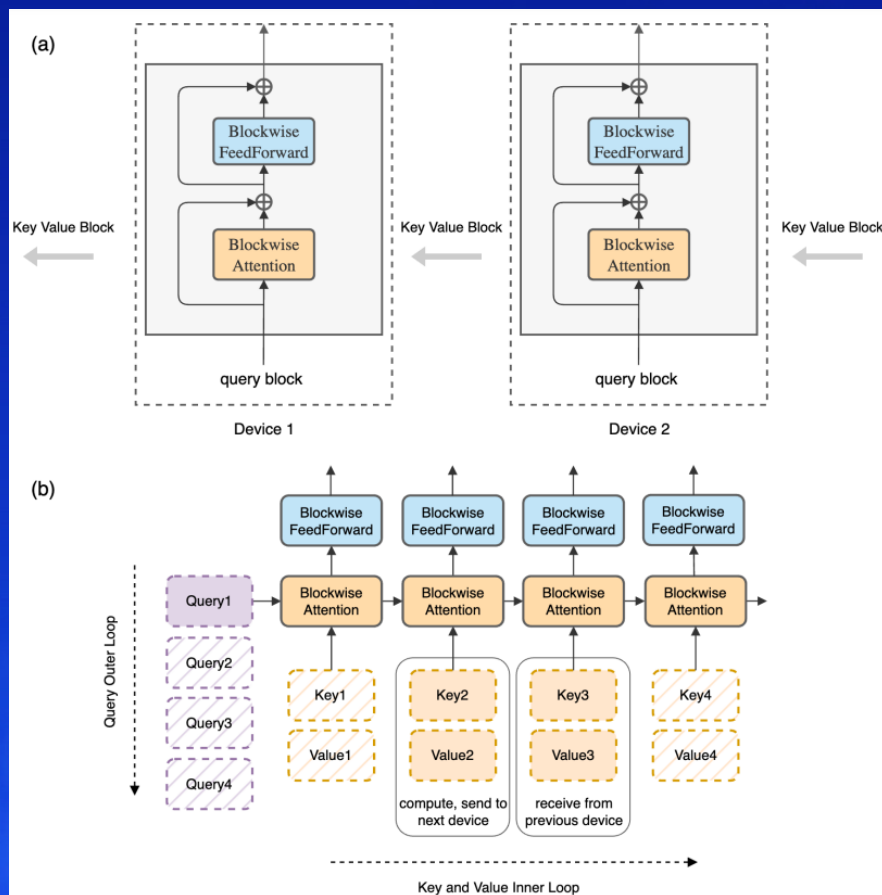 (a)
Blockwise
FeedForward
Blockwise
FeedForward
Key Value Block
Key Value Block
Key Value Block
Blockwise
Attention
Blockwise
Attention
query block
query block
Device 1
Device 2
(b)
Blockwise
FeedForward
Blockwise
FeedForward
Blockwise
FeedForward
Blockwise
FeedForward
Query Outer Loop
Query1
Blockwise
Attention
Blockwise
Attention
Blockwise
Attention
Blockwise
Attention
Query2
Query3
Query4
Key1
Key2
Key3
Key4
Value1
Value2
Value3
Value4
compute, send to
next device
receive from
previous device
Key and Value Inner Loop